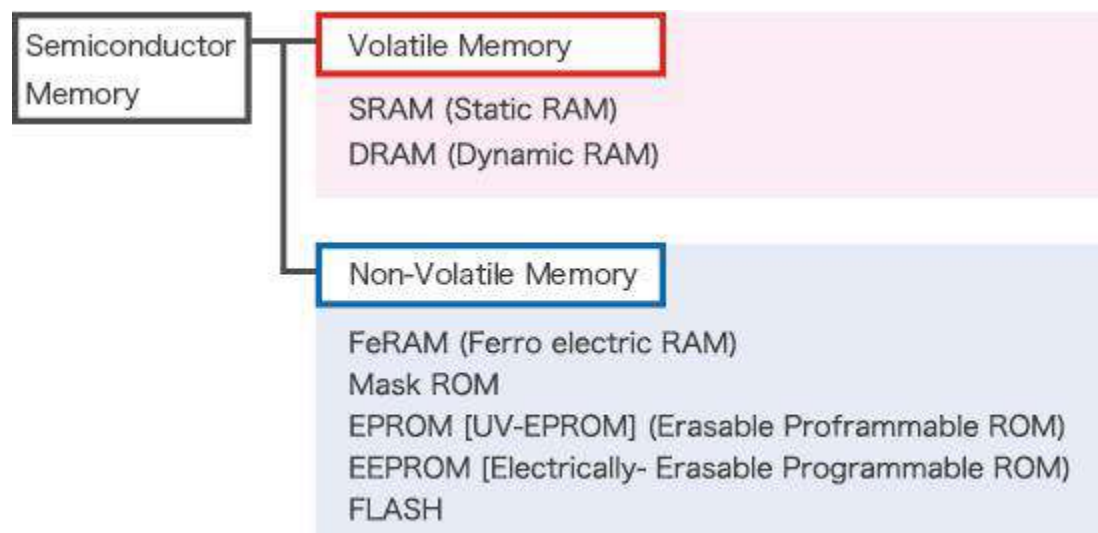 Semiconductor
Memory
Volatile Memory
SRAM (Static RAM)
DRAM (Dynamic RAM)
Non-Volatile Memory
FeRAM (Ferro electric RAM)
Mask ROM
EPROM [UV-EPROM] (Erasable Proframmable ROM)
EEPROM [Electrically- Erasable Programmable ROM)
FLASH